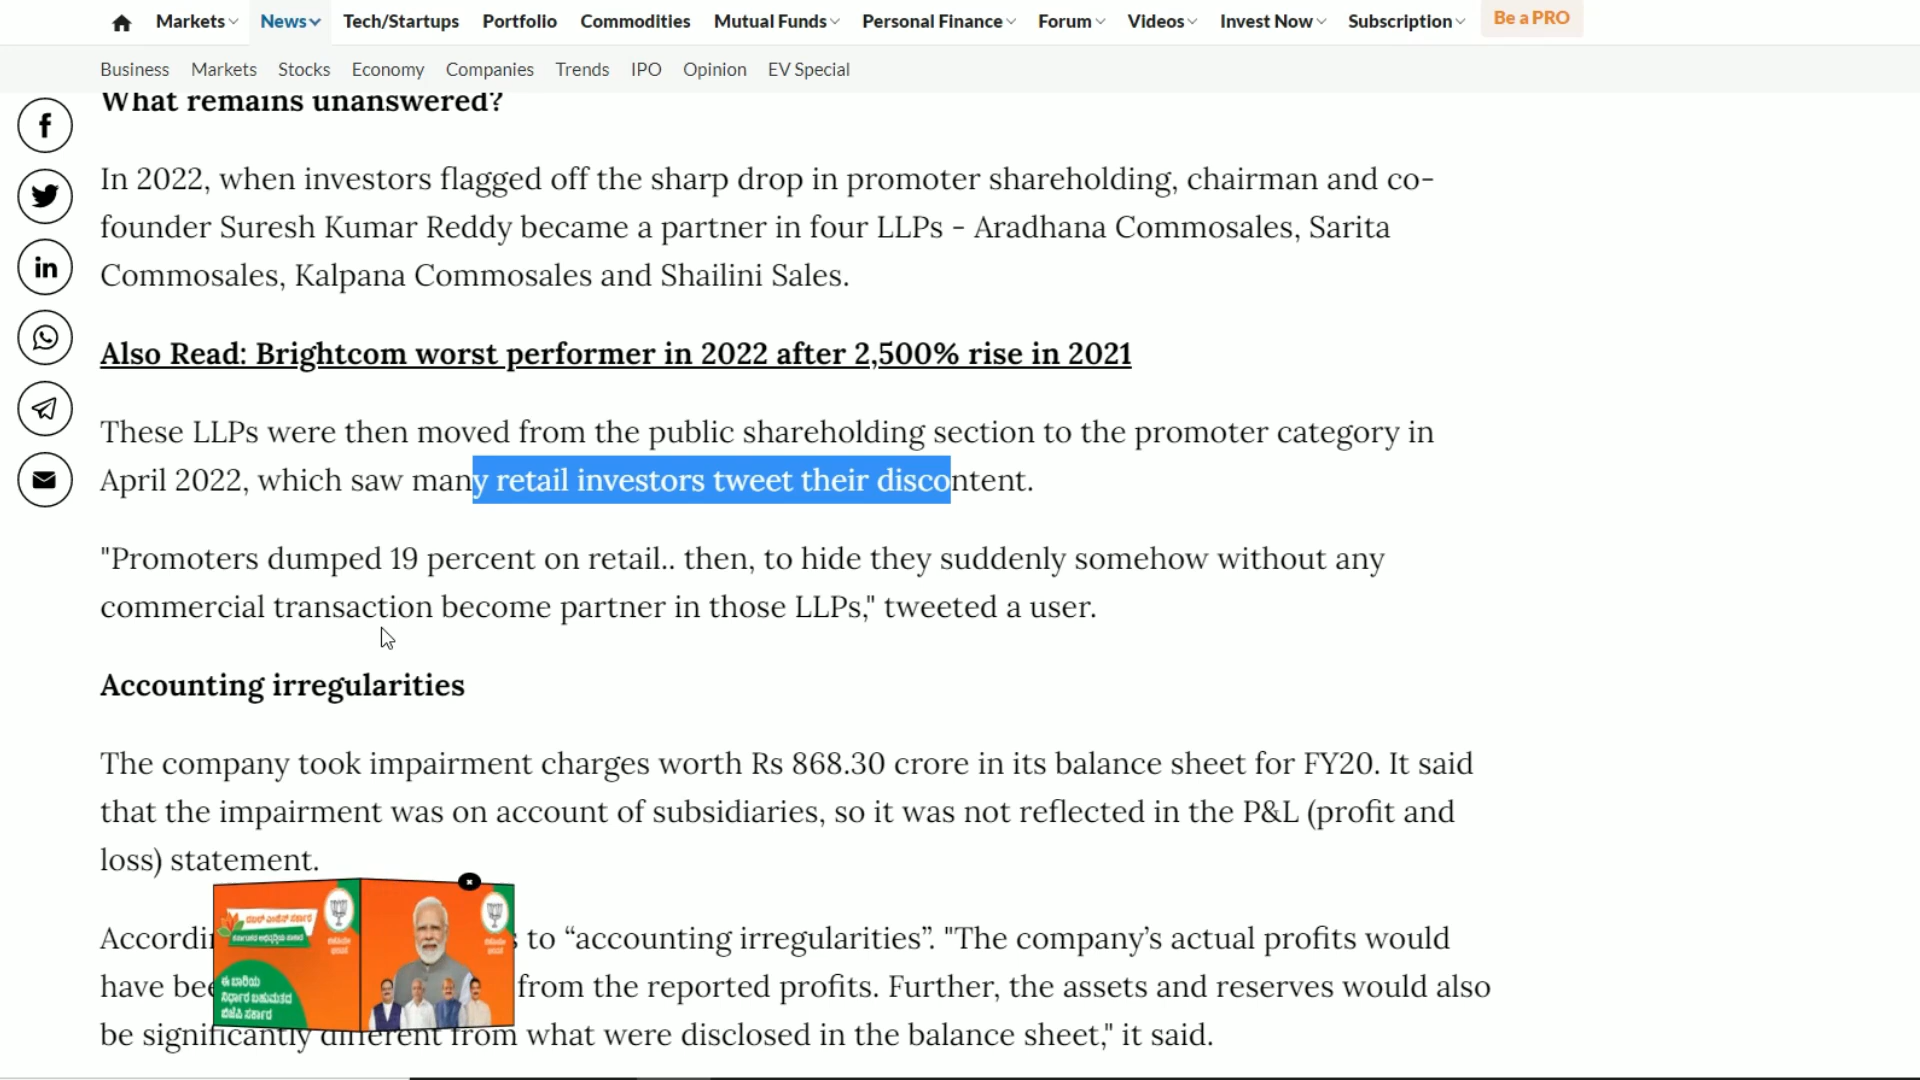 Markets News Tech/Startups Portfolio Commodities Mutual Funds Personal Finance Forum Videos Invest Now Subscription Be a PRO
Business Markets Stocks Economy Companies Trends IPO Opinion EV Special
What remains unanswered?
In 2022, when investors flagged off the sharp drop in promoter shareholding, chairman and co-
founder Suresh Kumar Reddy became a partner in four LLPs - Aradhana Commosales, Sarita
Commosales, Kalpana Commosales and Shailini Sales.
Also Read: Brightcom worst performer in 2022 after 2,500% rise in 2021
These LLPs were then moved from the public shareholding section to the promoter category in
April 2022, which saw many retail investors tweet their discontent.
"Promoters dumped 19 percent on retail.. then, to hide they suddenly somehow without any
commercial transaction become partner in those LLPs," tweeted a user.
Accounting irregularities
The company took impairment charges worth Rs 868.30 crore in its balance sheet for FY20. It said
that the impairment was on account of subsidiaries, so it was not reflected in the P&L (profit and
loss) statement.
to “accounting irregularities”. "The company’s actual profits would
have from the reported profits. Further, the assets and reserves would also
be significantly different from what were disclosed in the balance sheet," it said.
ಈ ಬಾರಿಯ
ನಿರ್ಧಾರ ಬಹುಮತದ
ಬಿಜೆಪಿ ಸರ್ಕಾರ